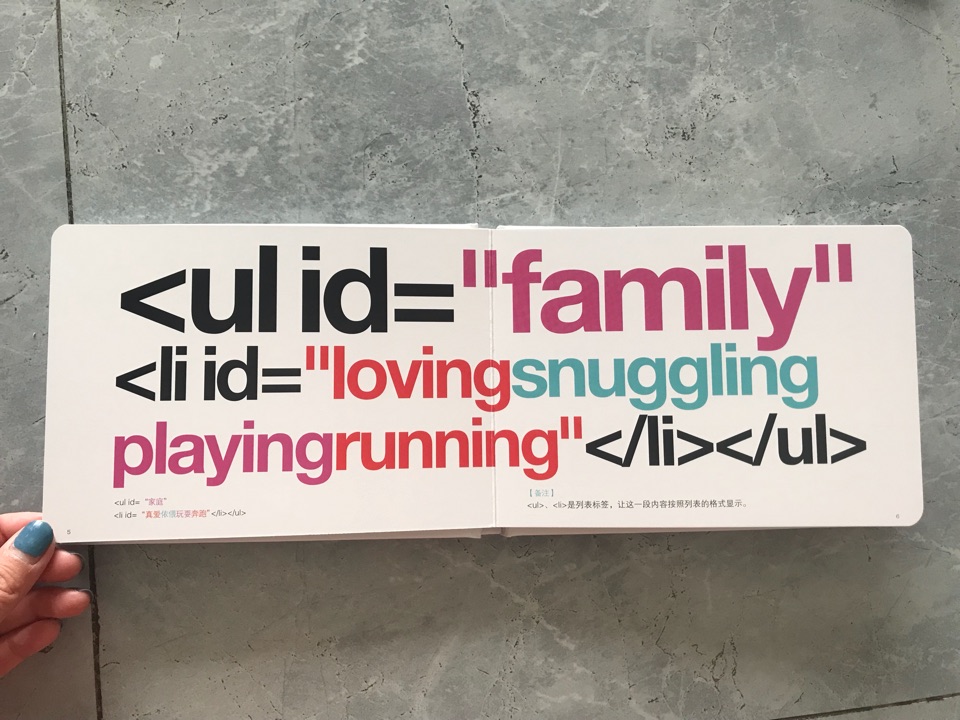 <ul id="family"
<li id="lovingsnuggling
playingrunning"</li></ul>
<ul id= “家庭”
<li id= “真爱依偎玩耍奔跑”</li></ul>
5
【备注】
<ul>、<li>是列表标签，让这一段内容按照列表的格式显示。
6